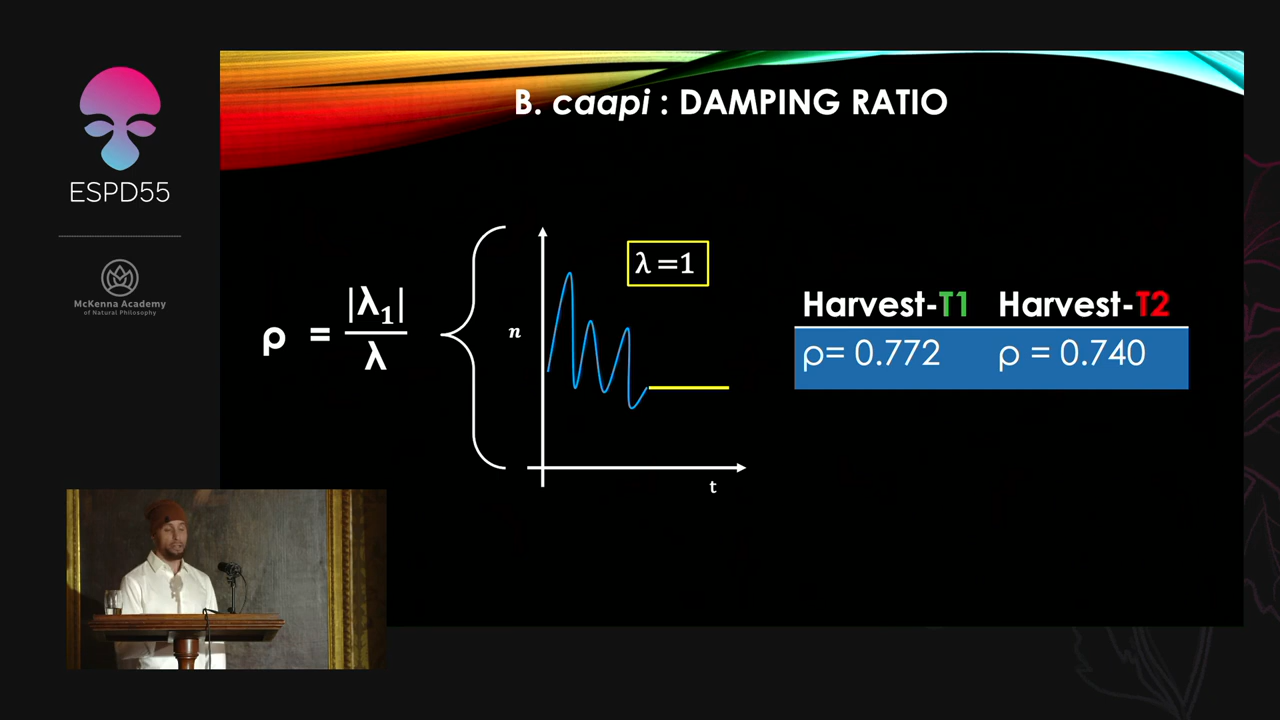 B. caapi : DAMPING RATIO
ESPD55
McKenna Academy
of Natural Philosophy
ρ = |λ₁| / λ
n
λ =1
t
Harvest-T1 Harvest-T2
ρ= 0.772 ρ = 0.740